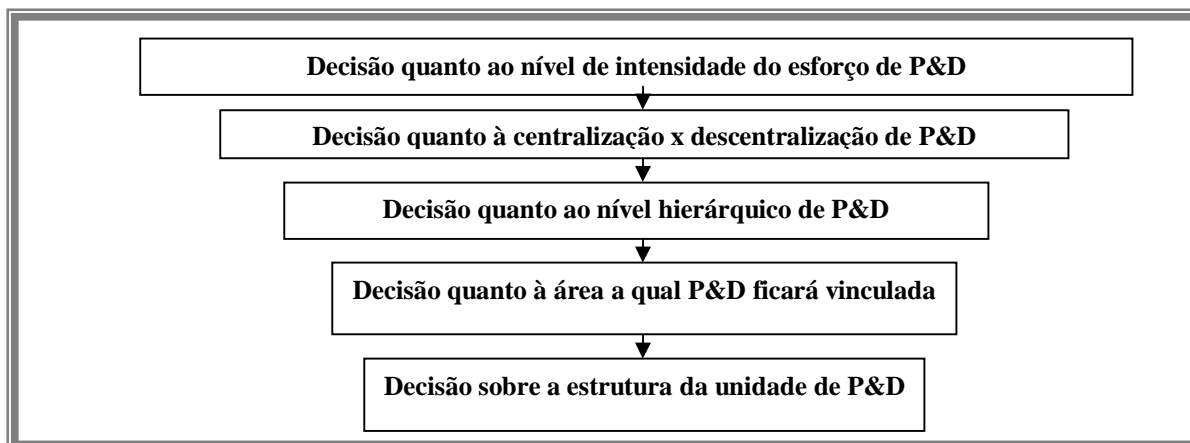 Decisão quanto ao nível de intensidade do esforço de P&D
Decisão quanto à centralização x descentralização de P&D
Decisão quanto ao nível hierárquico de P&D
Decisão quanto à área a qual P&D ficará vinculada
Decisão sobre a estrutura da unidade de P&D